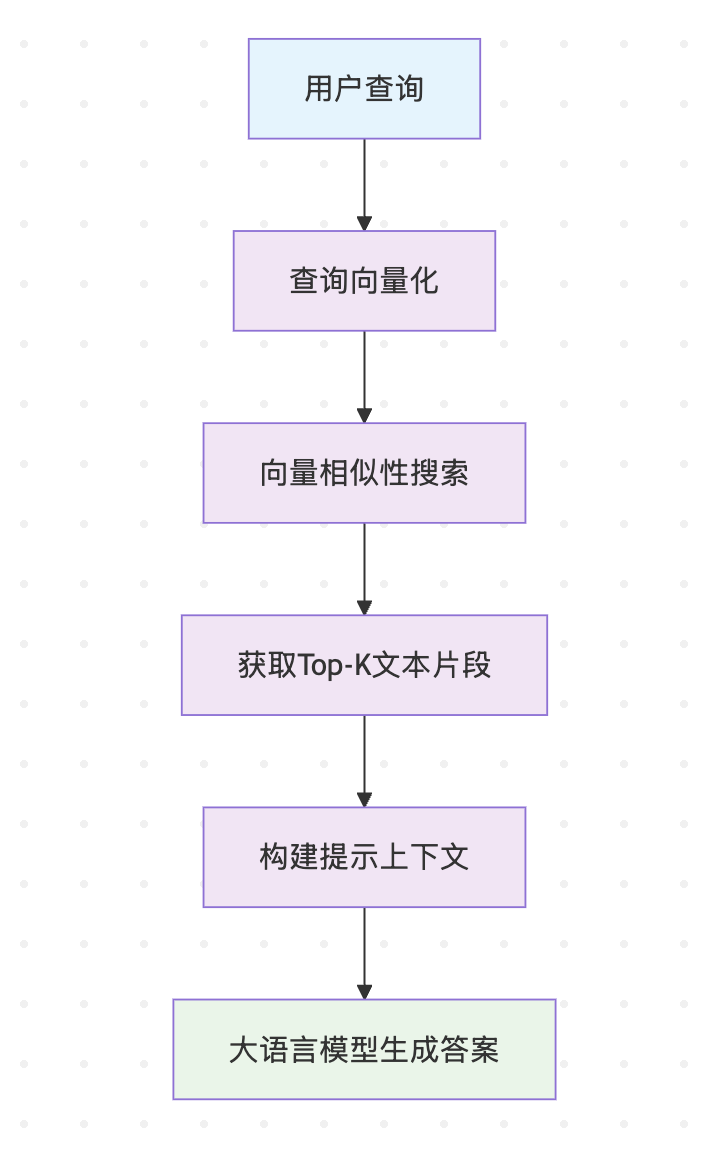 用户查询
查询向量化
向量相似性搜索
获取Top-K文本片段
构建提示上下文
大语言模型生成答案